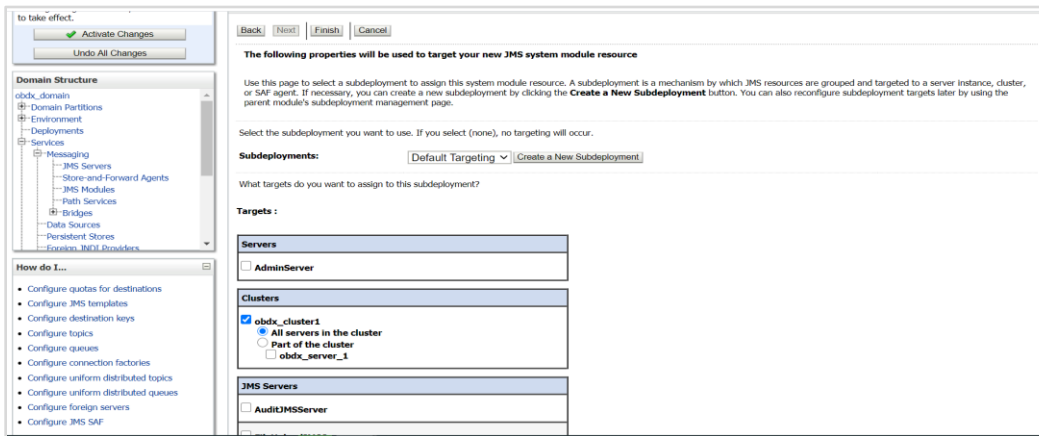 to take effect.
Activate Changes
Undo All Changes
Domain Structure
obdx_domain
Domain Partitions
Environment
Deployments
Services
Messaging
JMS Servers
Store-and-Forward Agents
JMS Modules
Path Services
Bridges
Data Sources
Persistent Stores
Foreign JNDI Providers
How do I...
Configure quotas for destinations
Configure JMS templates
Configure destination keys
Configure topics
Configure queues
Configure connection factories
Configure uniform distributed topics
Configure uniform distributed queues
Configure foreign servers
Configure JMS SAF
Back Next Finish Cancel
The following properties will be used to target your new JMS system module resource
Use this page to select a subdeployment to assign this system module resource. A subdeployment is a mechanism by which JMS resources are grouped and targeted to a server instance, cluster,
or SAF agent. If necessary, you can create a new subdeployment by clicking the Create a New Subdeployment button. You can also reconfigure subdeployment targets later by using the
parent module's subdeployment management page.
Select the subdeployment you want to use. If you select (none), no targeting will occur.
Subdeployments: Default Targeting Create a New Subdeployment
What targets do you want to assign to this subdeployment?
Targets :
Servers
AdminServer
Clusters
obdx_cluster1
All servers in the cluster
Part of the cluster
obdx_server_1
JMS Servers
AuditJMSServer